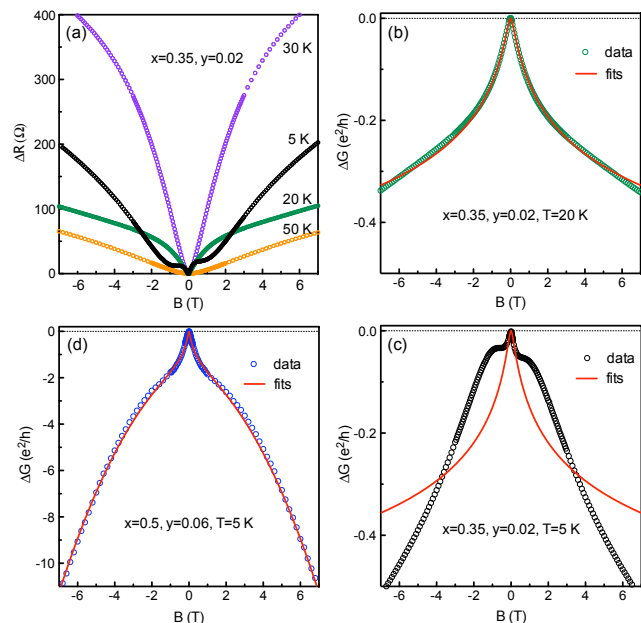 (a)
x=0.35, y=0.02
30 K
5 K
20 K
50 K
400
300
200
100
0
ΔR (Ω)
-6 -4 -2 0 2 4 6
B (T)
(b)
data
fits
x=0.35, y=0.02, T=20 K
0.0
-0.2
-0.4
ΔG (e²/h)
-6 -4 -2 0 2 4 6
B (T)
(d)
data
fits
x=0.5, y=0.06, T=5 K
0
-2
-4
-6
-8
-10
ΔG (e²/h)
-6 -4 -2 0 2 4 6
B (T)
(c)
data
fits
x=0.35, y=0.02, T=5 K
0.0
-0.2
-0.4
ΔG (e²/h)
-6 -4 -2 0 2 4 6
B (T)